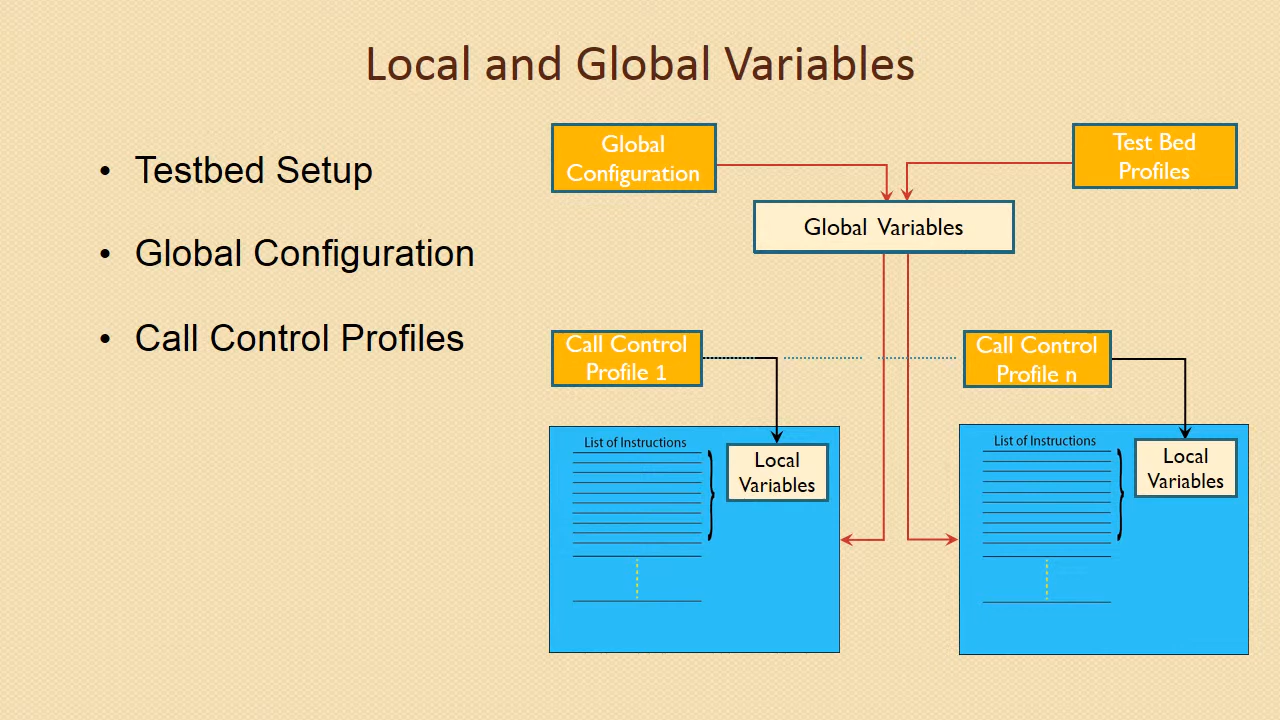 Local and Global Variables
• Testbed Setup
• Global Configuration
• Call Control Profiles
Global
Configuration
Test Bed
Profiles
Global Variables
Call Control
Profile 1
Call Control
Profile n
List of Instructions
Local
Variables
List of Instructions
Local
Variables